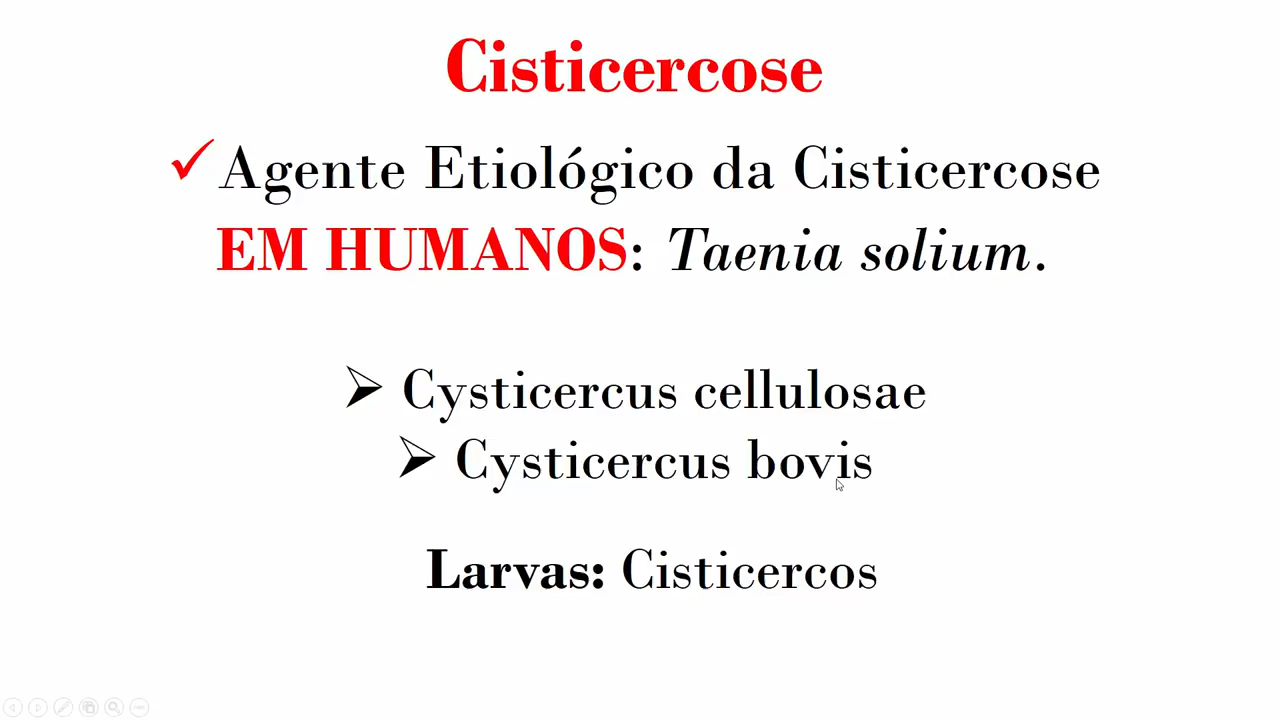 Cisticercose
✓Agente Etiológico da Cisticercose
EM HUMANOS: Taenia solium.
➢ Cysticercus cellulosae
➢ Cysticercus bovis
Larvas: Cisticercos